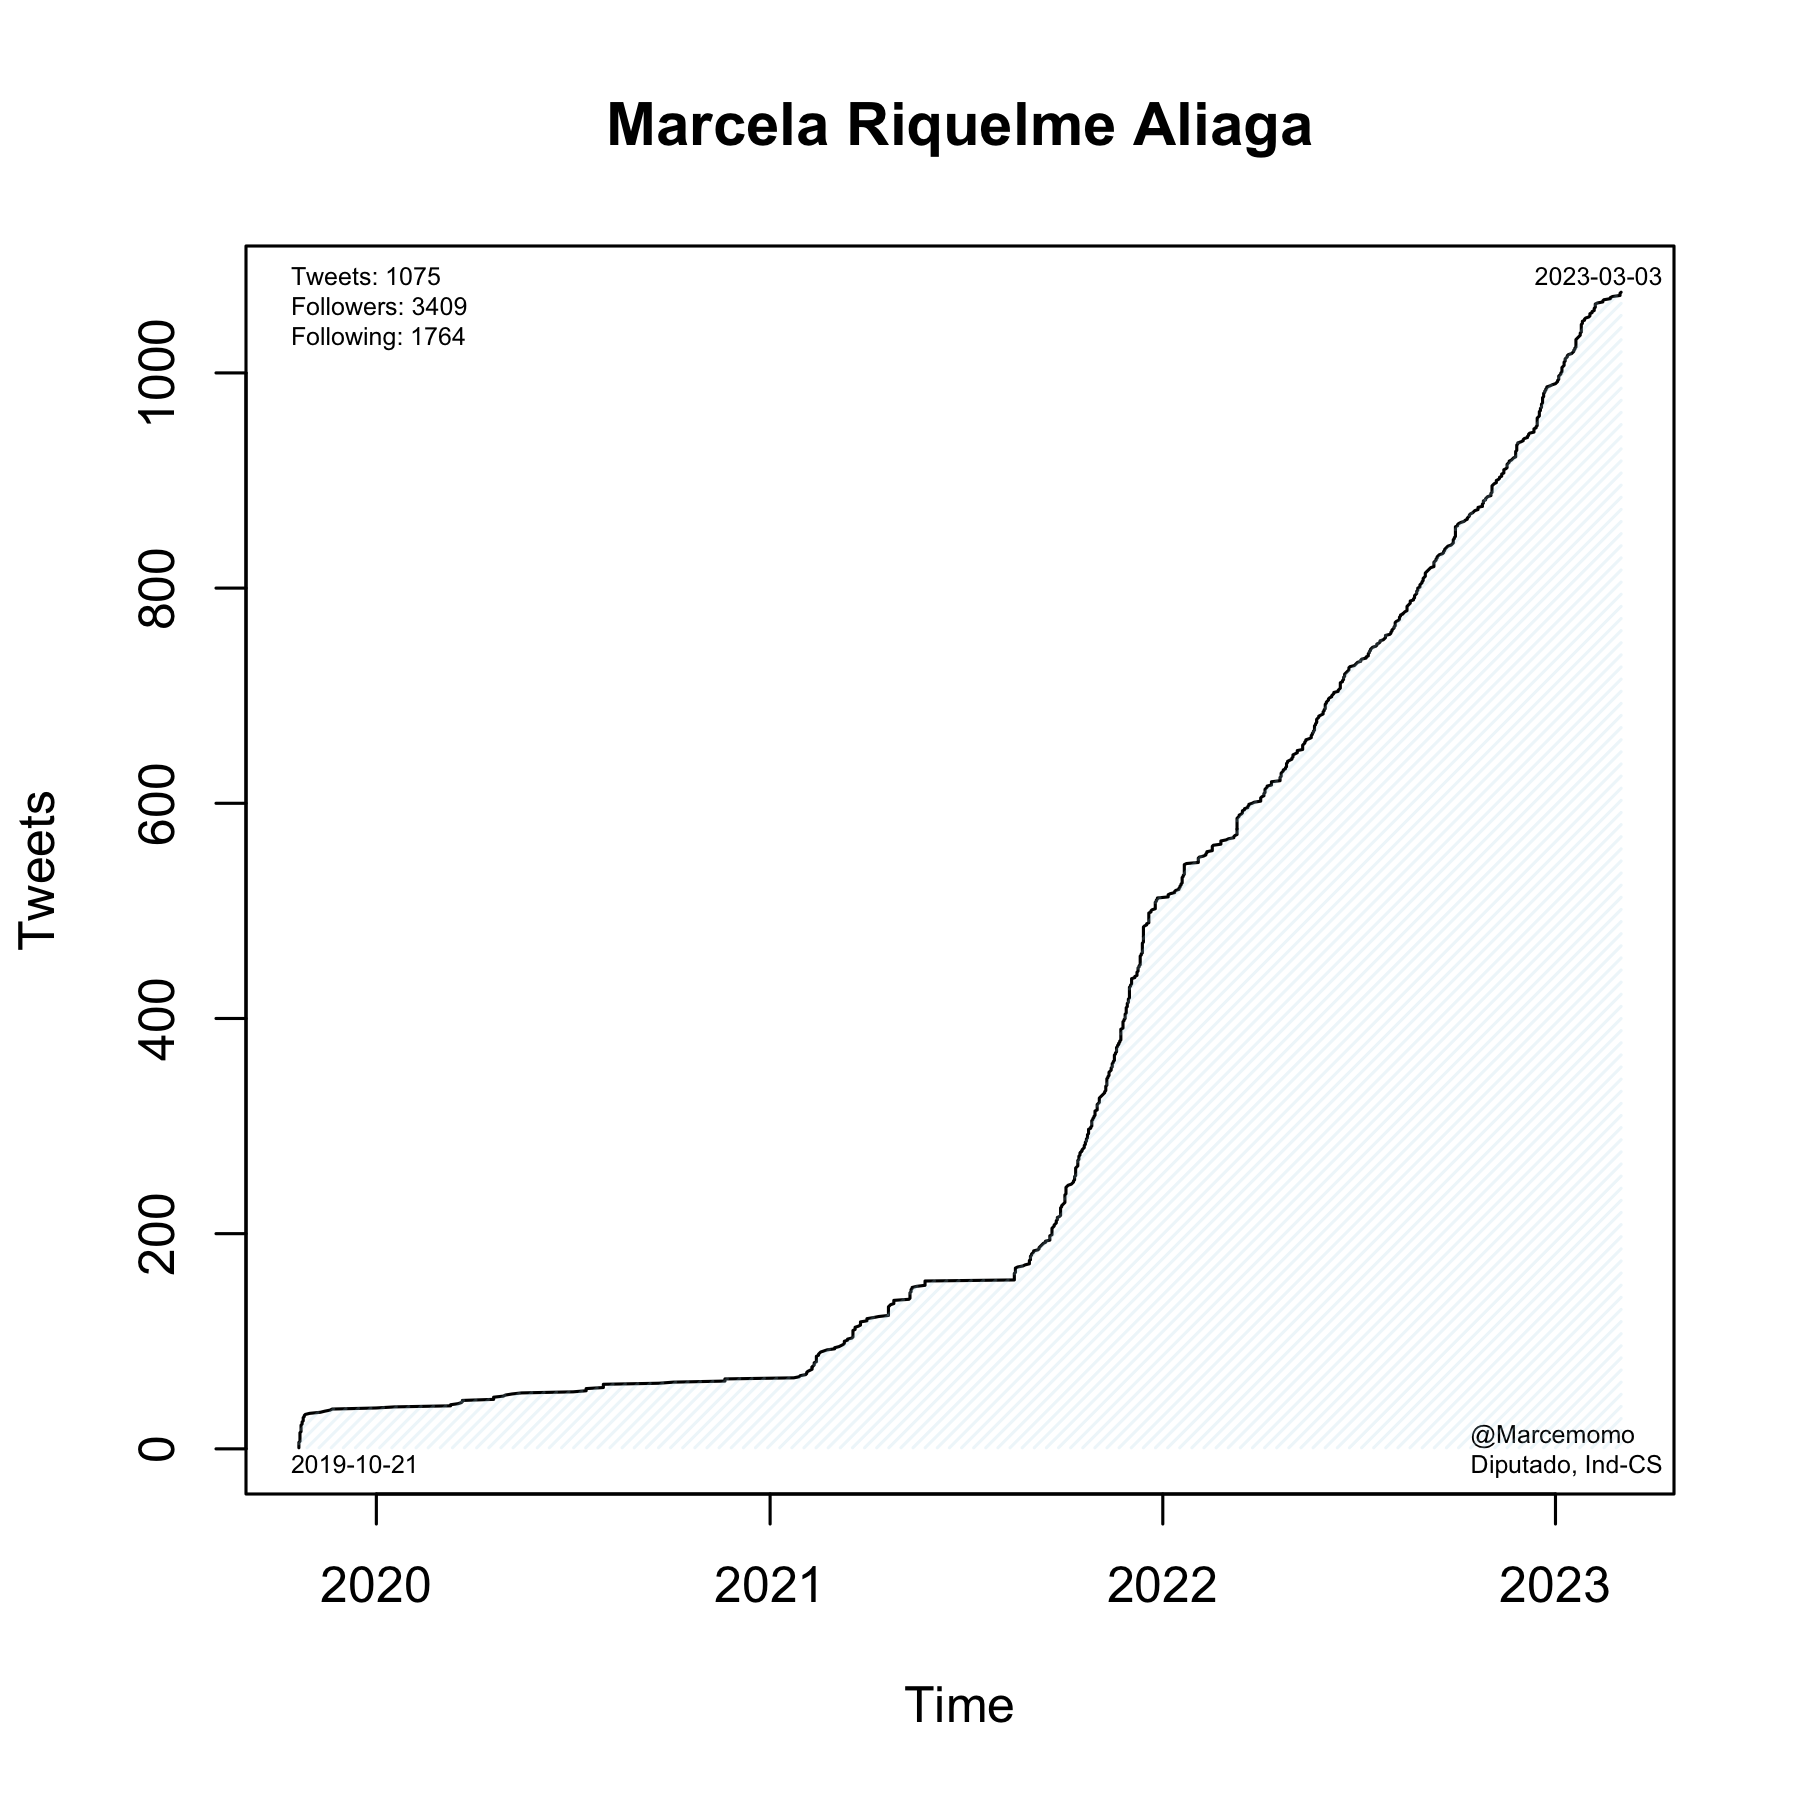 Marcela Riquelme Aliaga
Tweets: 1075
Followers: 3409
Following: 1764
2023-03-03
1000
800
600
400
200
0
Tweets
2019-10-21
@Marcemomo
Diputado, Ind-CS
2020
2021
2022
2023
Time